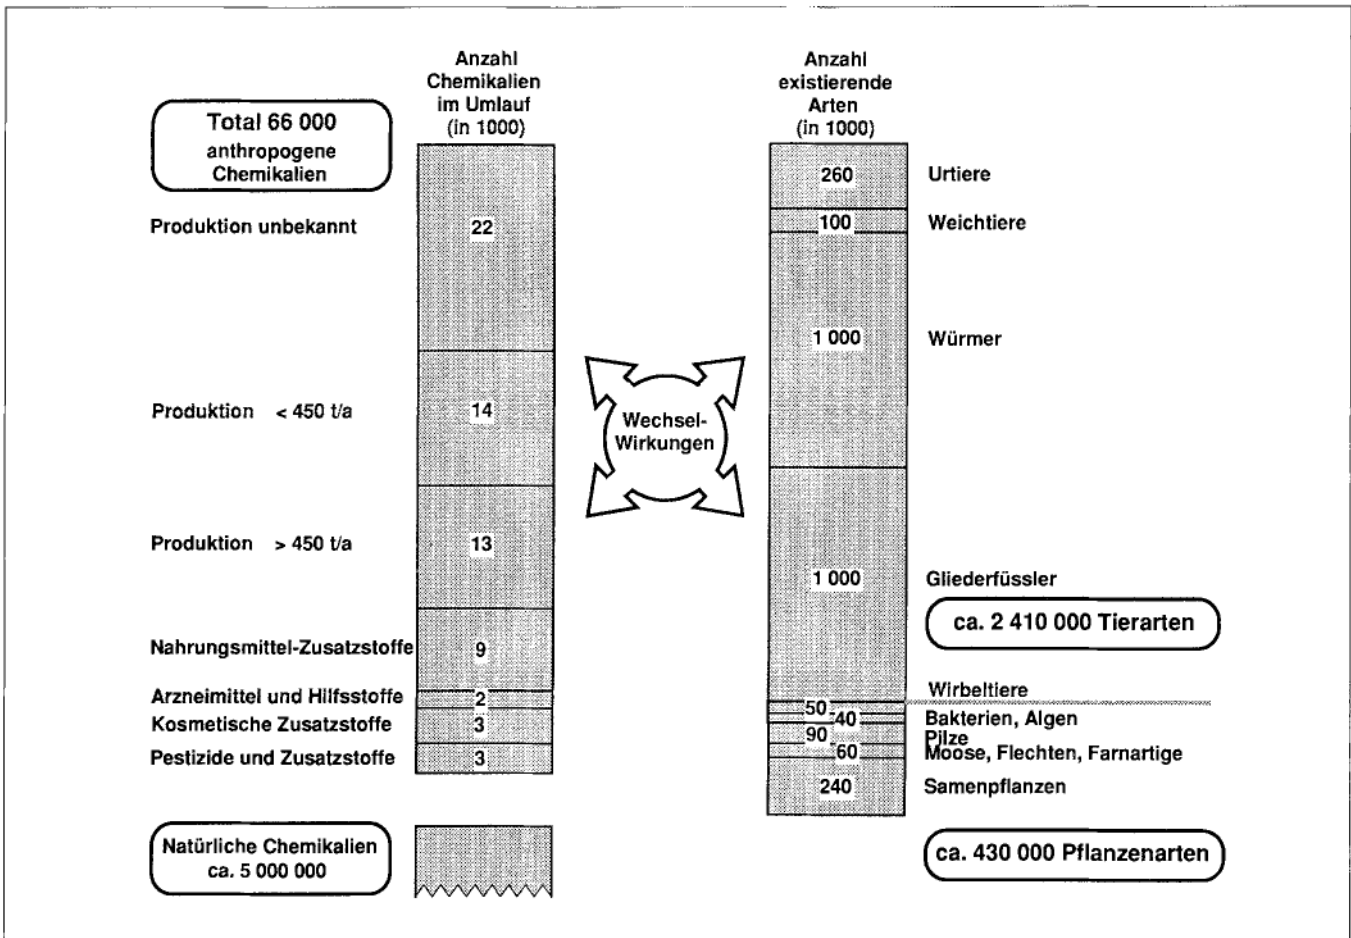 Anzahl
Chemikalien
im Umlauf
(in 1000)
Anzahl
existierende
Arten
(in 1000)
Total 66 000
anthropogene
Chemikalien
Produktion unbekannt
22
Produktion < 450 t/a
14
Produktion > 450 t/a
13
Nahrungsmittel-Zusatzstoffe
9
Arzneimittel und Hilfsstoffe
2
Kosmetische Zusatzstoffe
3
Pestizide und Zusatzstoffe
3
Natürliche Chemikalien
ca. 5 000 000
Wechsel-
Wirkungen
260 Urtiere
100 Weichtiere
1 000 Würmer
1 000 Gliederfüssler
ca. 2 410 000 Tierarten
50 Wirbeltiere
40 Bakterien, Algen
90 Pilze
60 Moose, Flechten, Farnartige
240 Samenpflanzen
ca. 430 000 Pflanzenarten